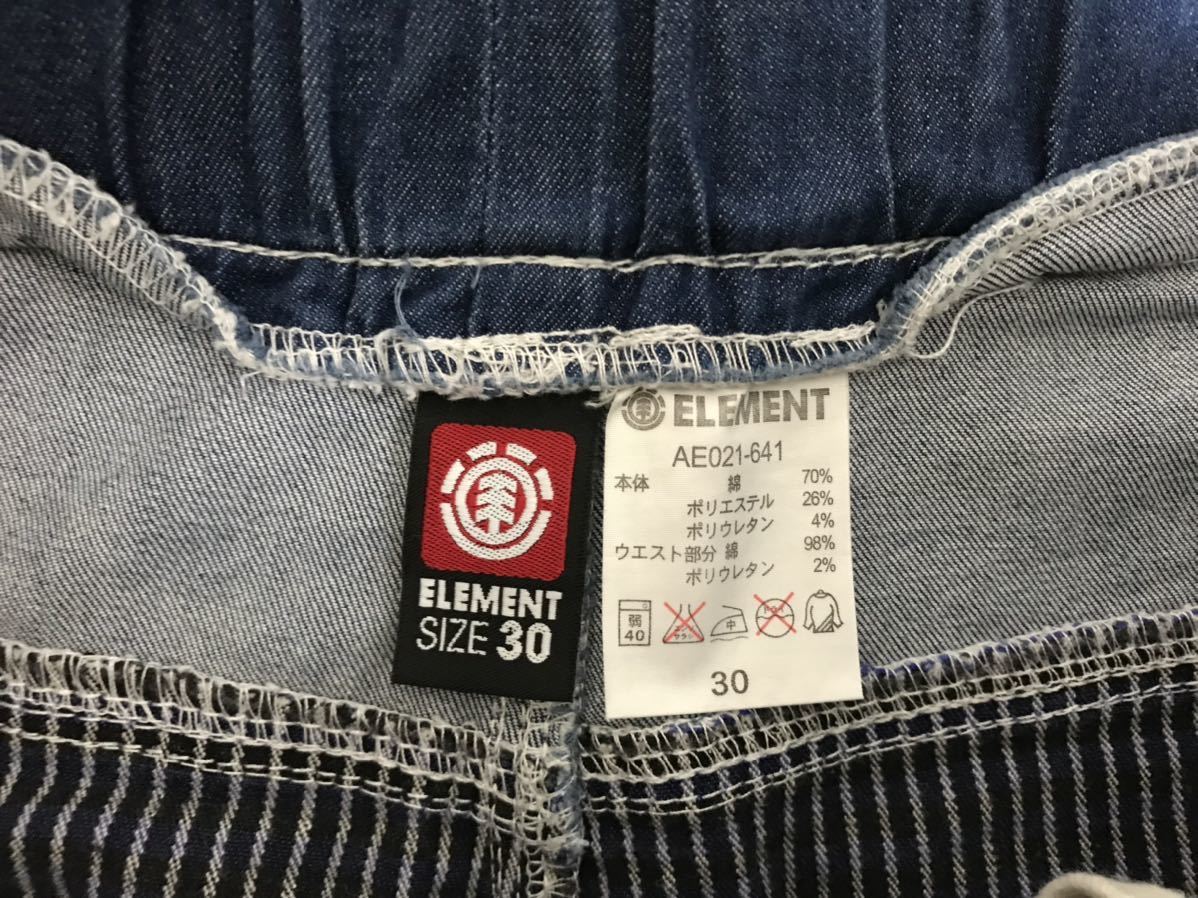 ELEMENT
SIZE 30
ELEMENT
AE021-641
本体 綿 70%
ポリエステル 26%
ポリウレタン 4%
ウエスト部分 綿 98%
ポリウレタン 2%
弱 40 中
30